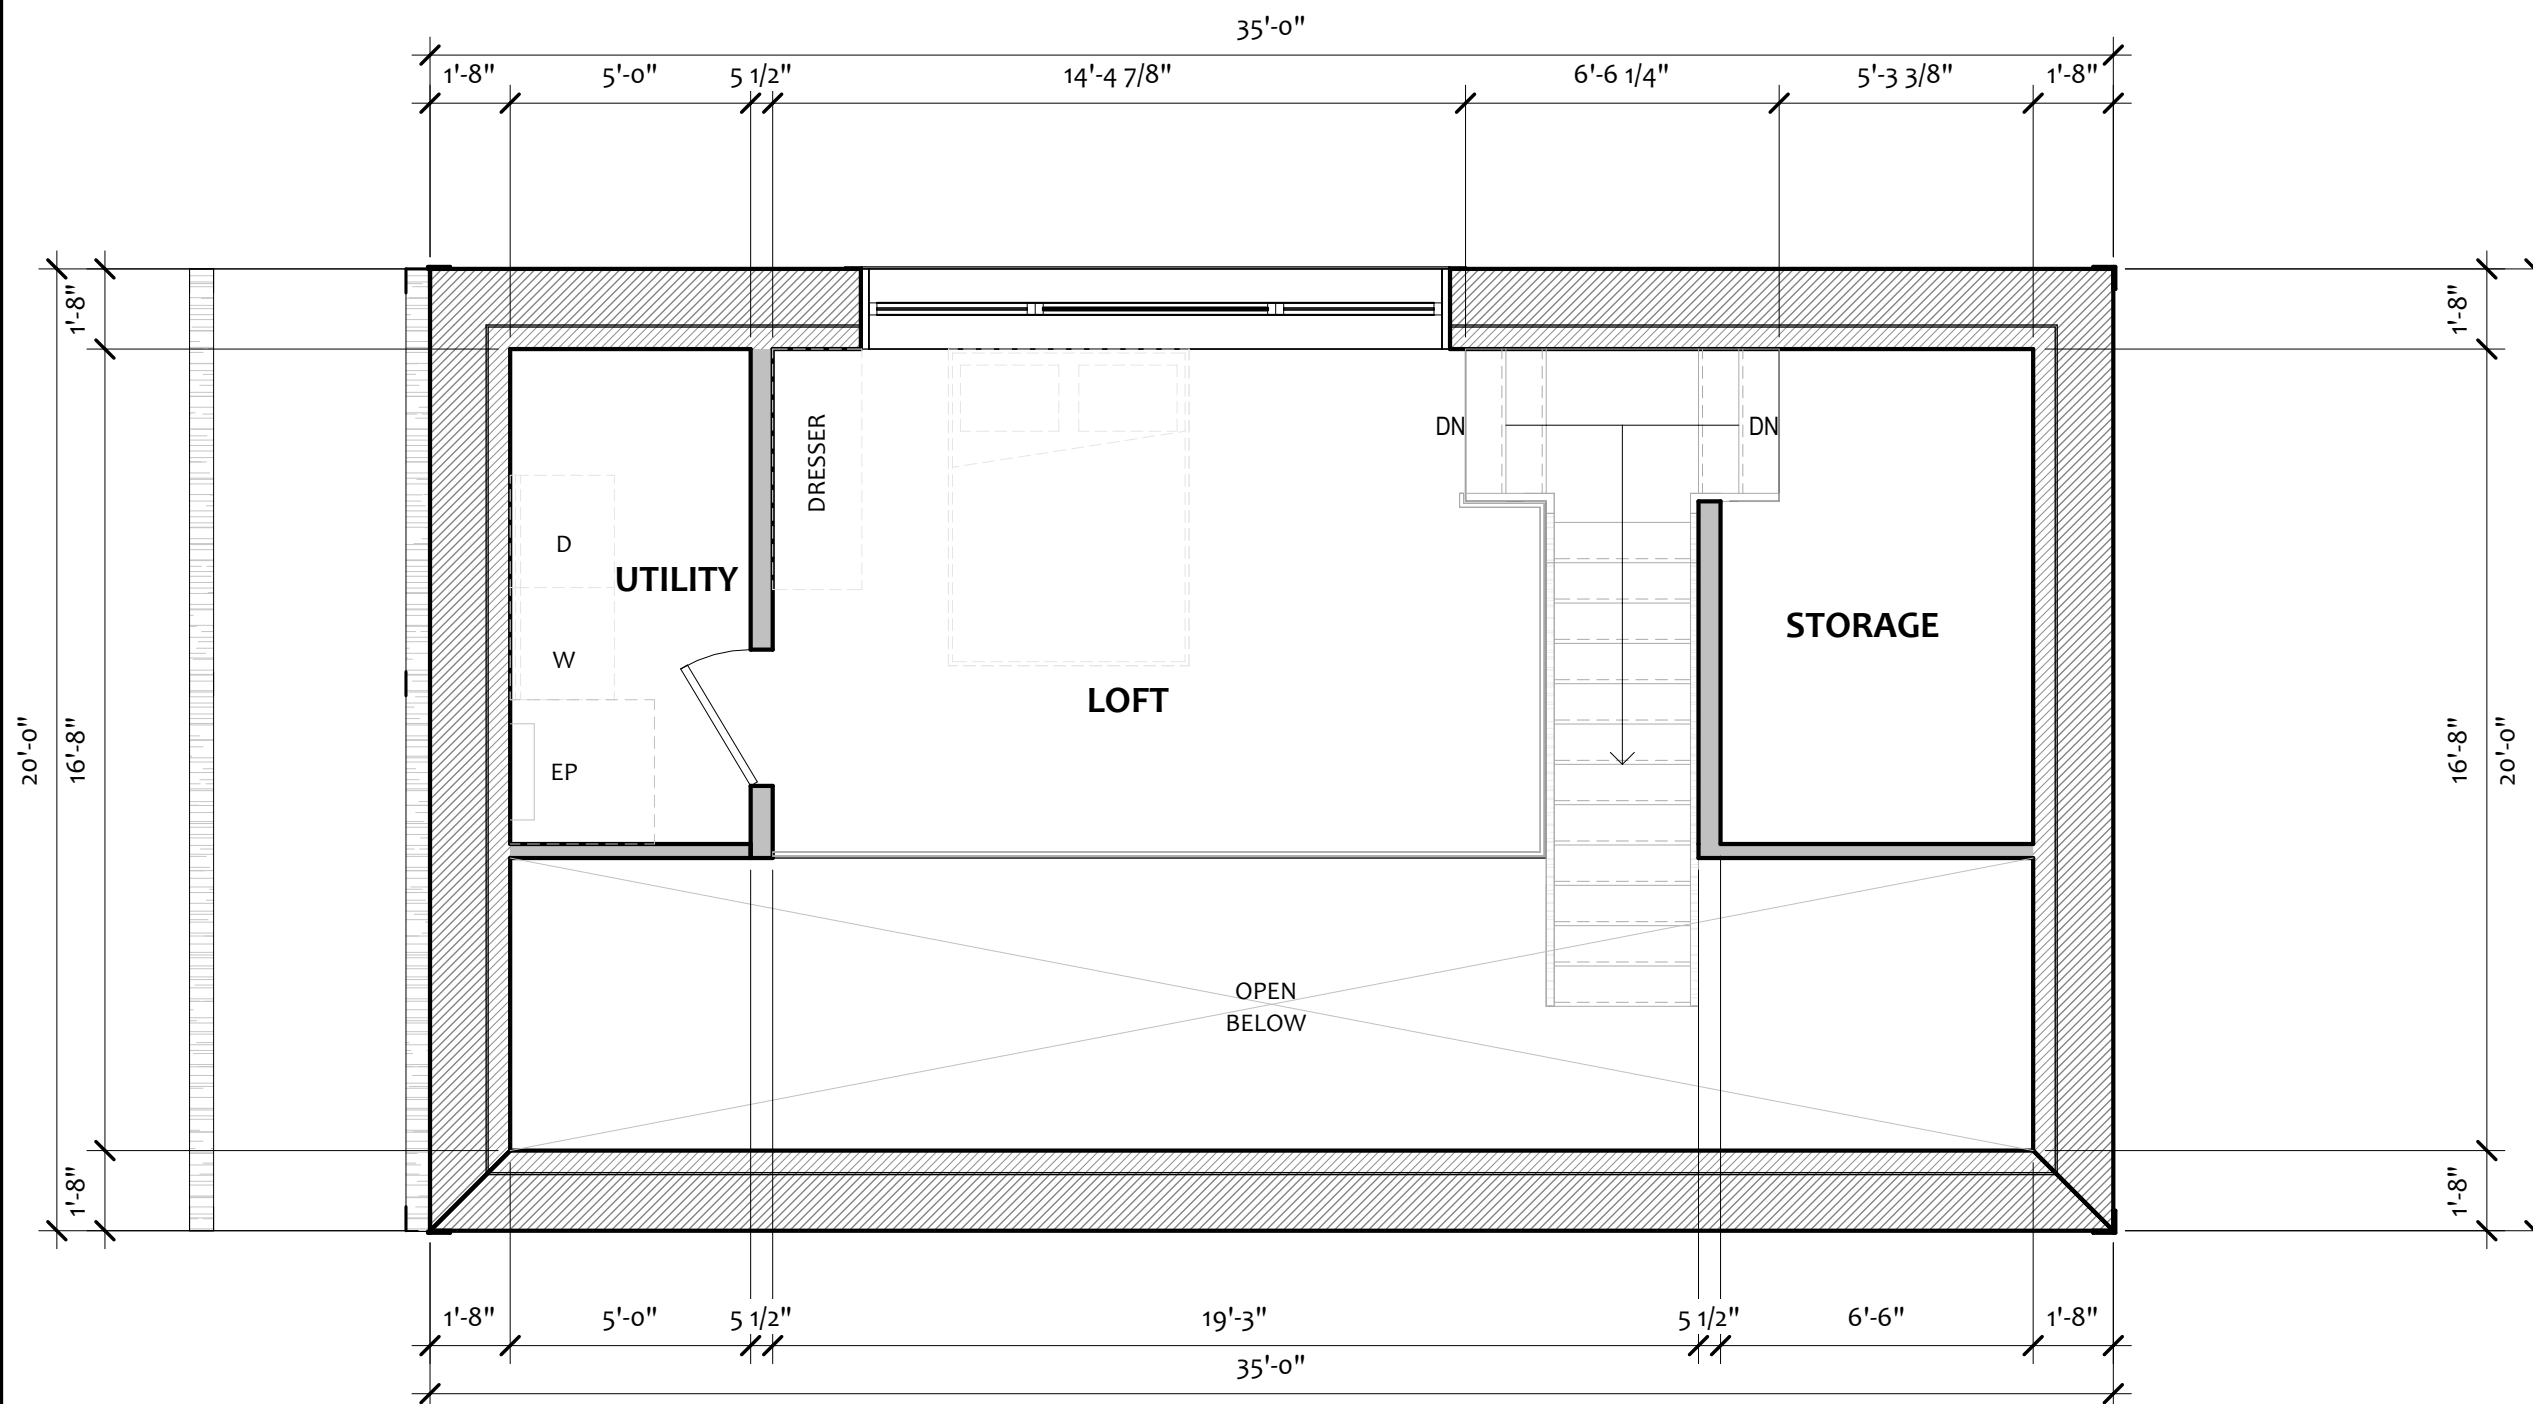 35'-0"
1'-8" 5'-0" 5 1/2" 14'-4 7/8" 6'-6 1/4" 5'-3 3/8" 1'-8"
1'-8"
1'-8"
DN
DN
DRESSER
D
UTILITY
STORAGE
W
LOFT
20'-0"
16'-8"
16'-8"
20'-0"
EP
OPEN
BELOW
1'-8"
1'-8"
1'-8" 5'-0" 5 1/2" 19'-3" 5 1/2" 6'-6" 1'-8"
35'-0"